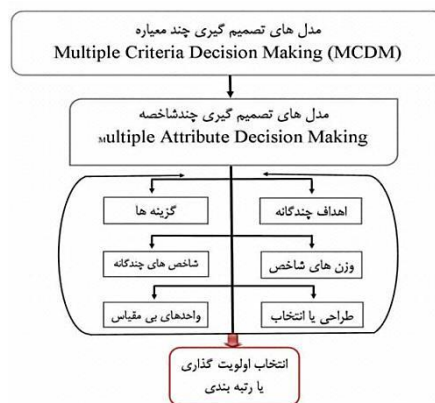 مدل های تصمیم گیری چند معیاره
Multiple Criteria Decision Making (MCDM)
مدل های تصمیم گیری چندشاخصه
Multiple Attribute Decision Making
اهداف چندگانه
گزینه ها
وزن های شاخص
شاخص های چندگانه
طراحی یا انتخاب
واحدهای بی مقیاس
انتخاب اولویت گذاری
یا رتبه بندی